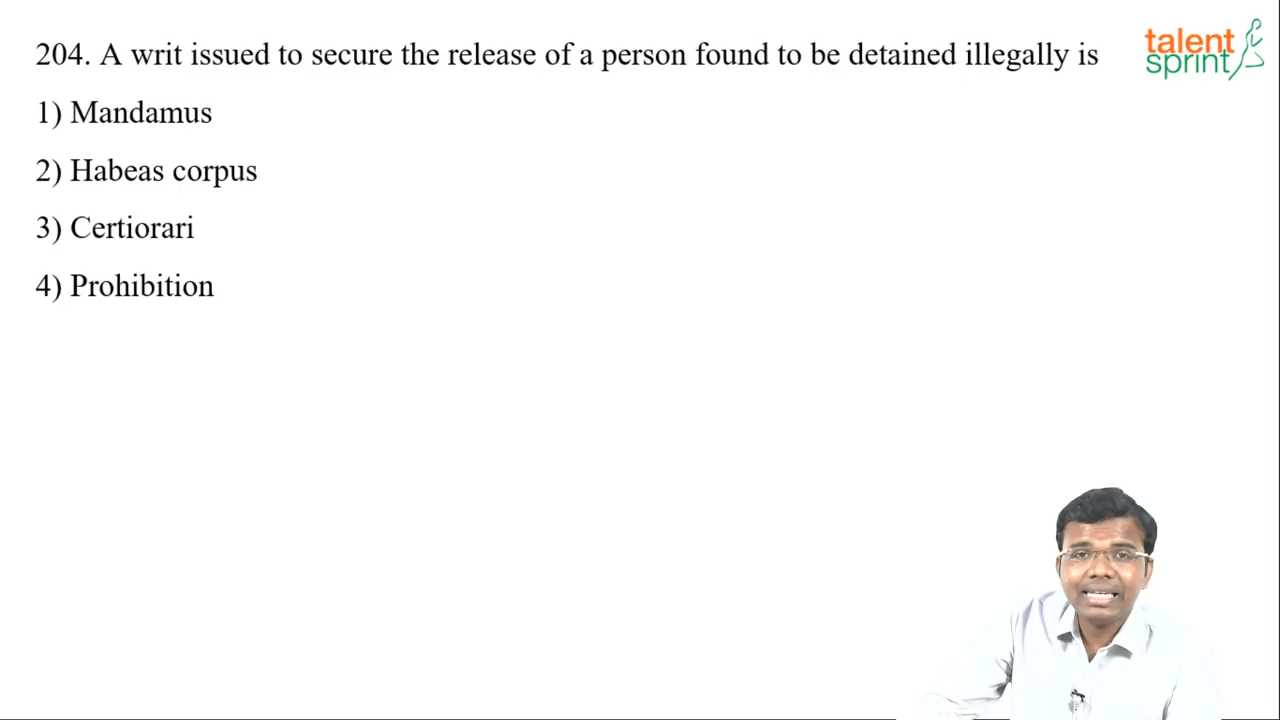 204. A writ issued to secure the release of a person found to be detained illegally is
talent
sprint
1) Mandamus
2) Habeas corpus
3) Certiorari
4) Prohibition